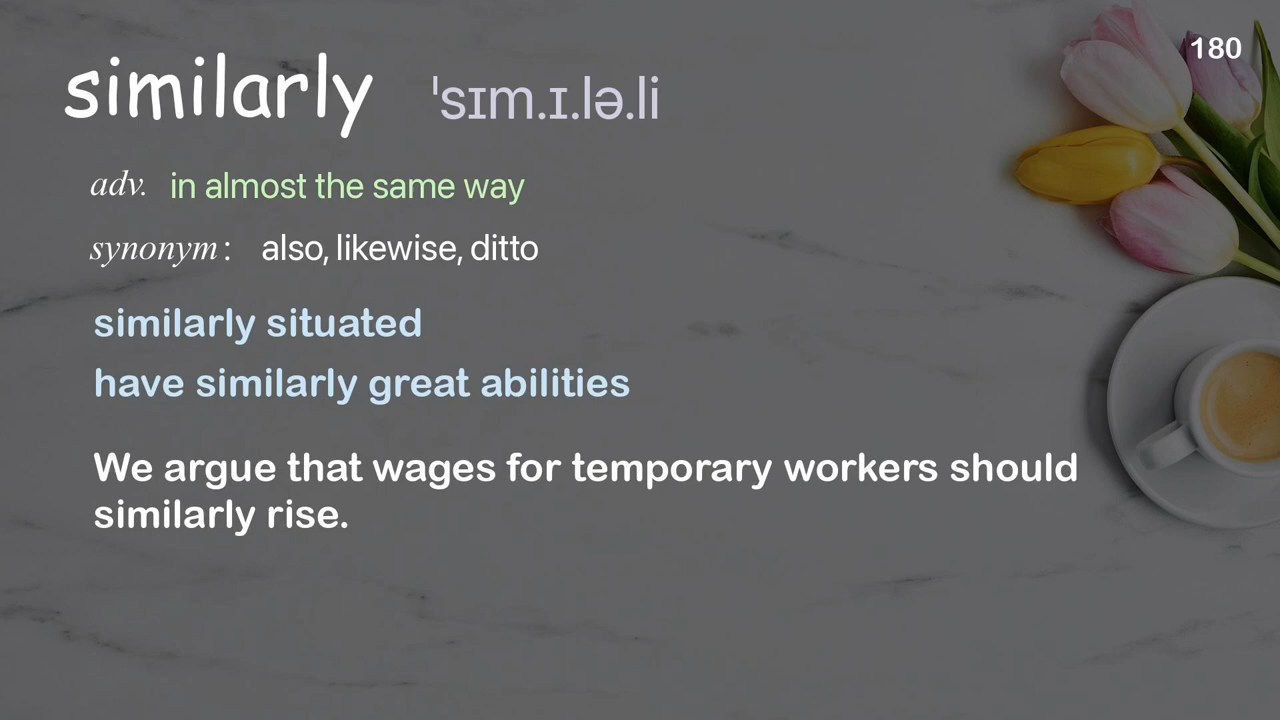 180
similarly ˈsɪm.ɪ.lə.li
adv. in almost the same way
synonym: also, likewise, ditto
similarly situated
have similarly great abilities
We argue that wages for temporary workers should
similarly rise.